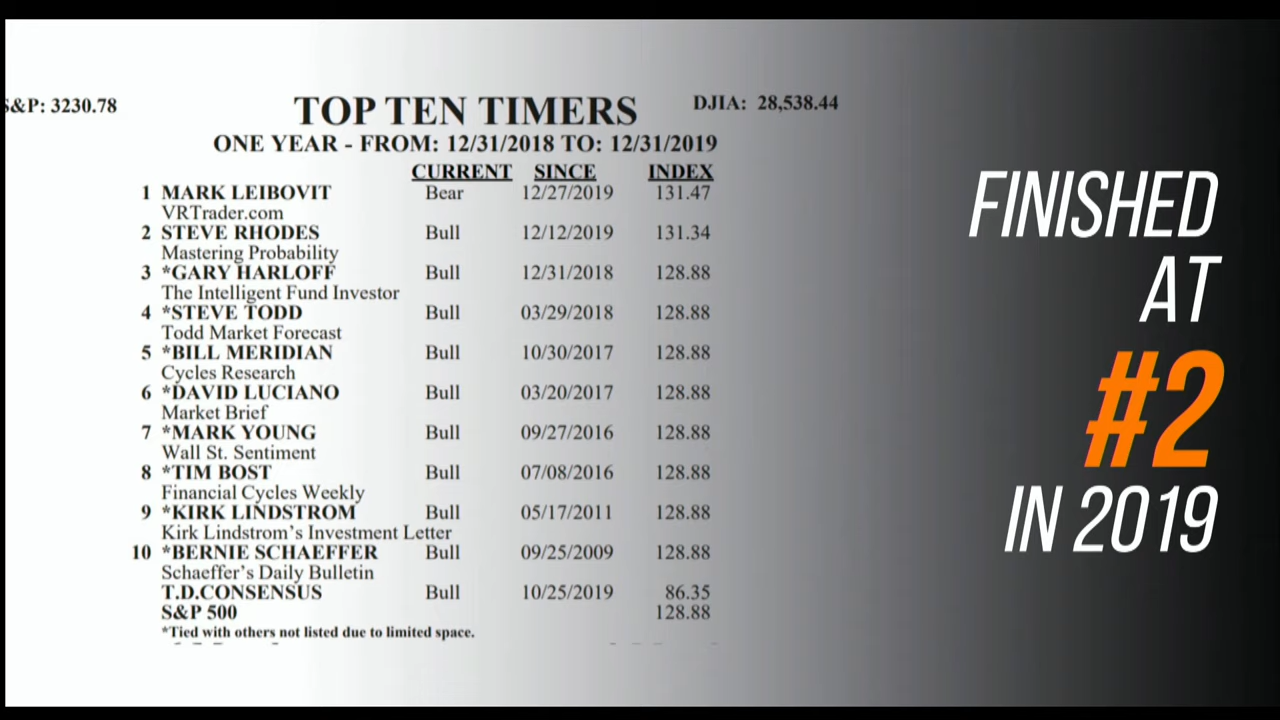 S&P: 3230.78
TOP TEN TIMERS
DJIA: 28,538.44
ONE YEAR - FROM: 12/31/2018 TO: 12/31/2019
CURRENT SINCE INDEX
1 MARK LEIBOVIT Bear 12/27/2019 131.47
VRTrader.com
2 STEVE RHODES Bull 12/12/2019 131.34
Mastering Probability
3 *GARY HARLOFF Bull 12/31/2018 128.88
The Intelligent Fund Investor
4 *STEVE TODD Bull 03/29/2018 128.88
Todd Market Forecast
5 *BILL MERIDIAN Bull 10/30/2017 128.88
Cycles Research
6 *DAVID LUCIANO Bull 03/20/2017 128.88
Market Brief
7 *MARK YOUNG Bull 09/27/2016 128.88
Wall St. Sentiment
8 *TIM BOST Bull 07/08/2016 128.88
Financial Cycles Weekly
9 *KIRK LINDSTROM Bull 05/17/2011 128.88
Kirk Lindstrom's Investment Letter
10 *BERNIE SCHAEFFER Bull 09/25/2009 128.88
Schaeffer's Daily Bulletin
T.D.CONSENSUS Bull 10/25/2019 86.35
S&P 500 128.88
*Tied with others not listed due to limited space.
FINISHED
AT
#2
IN 2019